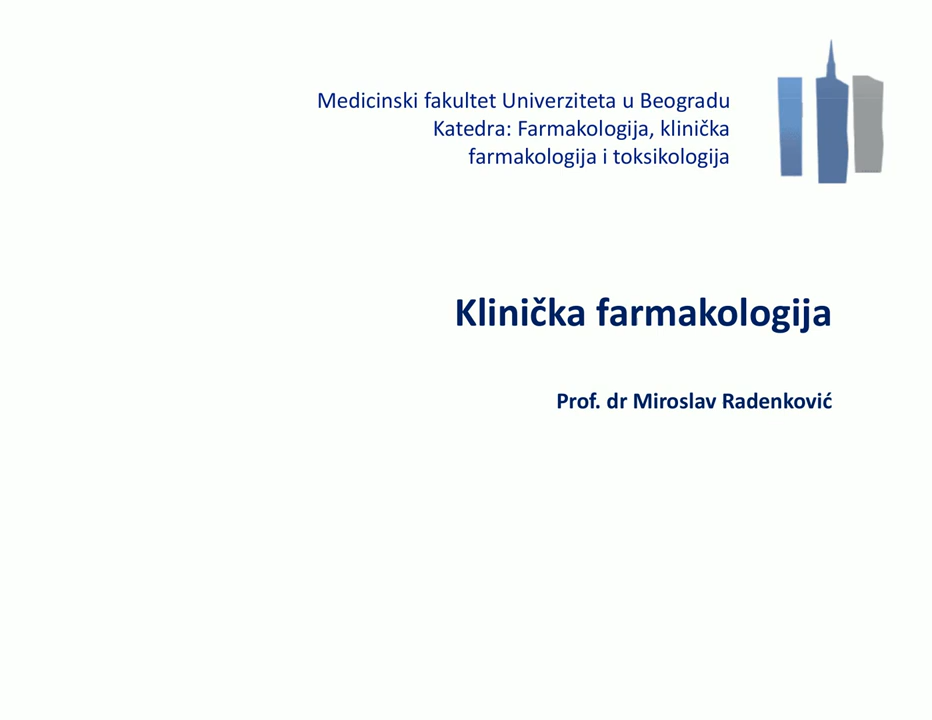 Medicinski fakultet Univerziteta u Beogradu
Katedra: Farmakologija, klinička
farmakologija i toksikologija
Klinička farmakologija
Prof. dr Miroslav Radenković